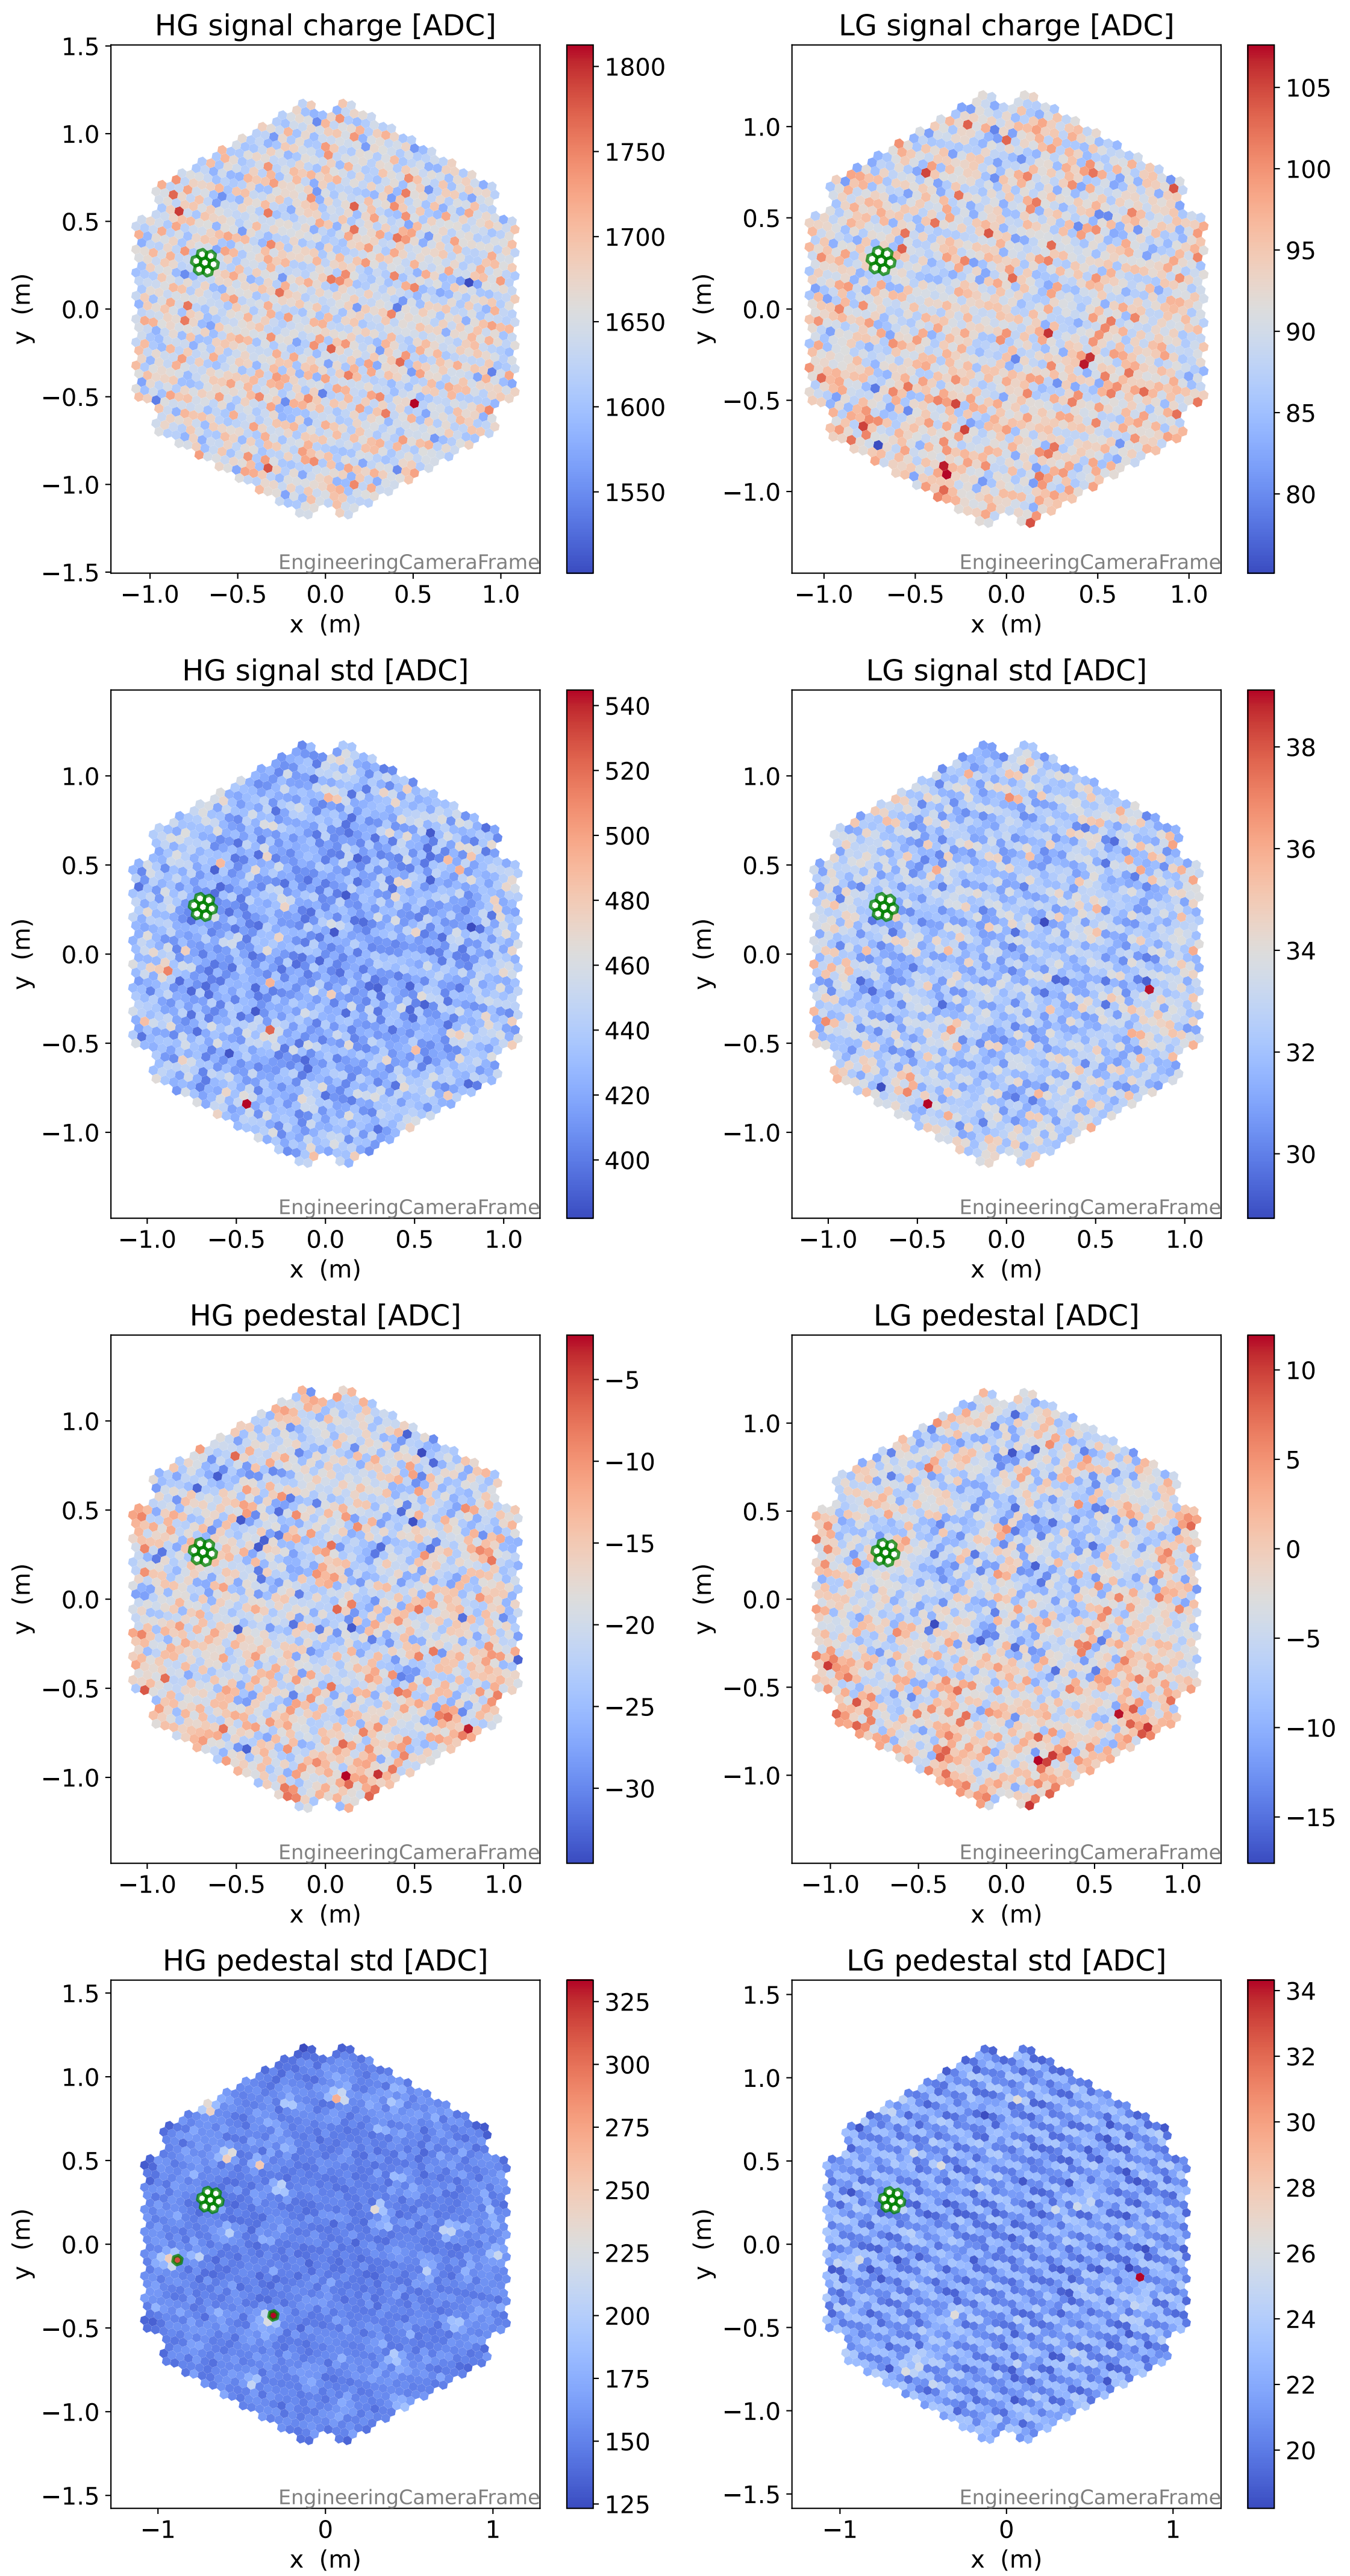 HG signal charge [ADC]
1.5
1.0
0.5
0.0
−0.5
−1.0
−1.5
y (m)
−1.0 −0.5 0.0 0.5 1.0
x (m)
EngineeringCameraFrame
1800
1750
1700
1650
1600
1550
LG signal charge [ADC]
1.0
0.5
0.0
−0.5
−1.0
y (m)
−1.0 −0.5 0.0 0.5 1.0
x (m)
EngineeringCameraFrame
105
100
95
90
85
80
HG signal std [ADC]
1.0
0.5
0.0
−0.5
−1.0
y (m)
−1.0 −0.5 0.0 0.5 1.0
x (m)
EngineeringCameraFrame
540
520
500
480
460
440
420
400
LG signal std [ADC]
1.0
0.5
0.0
−0.5
−1.0
y (m)
−1.0 −0.5 0.0 0.5 1.0
x (m)
EngineeringCameraFrame
38
36
34
32
30
HG pedestal [ADC]
1.0
0.5
0.0
−0.5
−1.0
y (m)
−1.0 −0.5 0.0 0.5 1.0
x (m)
EngineeringCameraFrame
−5
−10
−15
−20
−25
−30
LG pedestal [ADC]
1.0
0.5
0.0
−0.5
−1.0
y (m)
−1.0 −0.5 0.0 0.5 1.0
x (m)
EngineeringCameraFrame
10
5
0
−5
−10
−15
HG pedestal std [ADC]
1.5
1.0
0.5
0.0
−0.5
−1.0
−1.5
y (m)
−1 0 1
x (m)
EngineeringCameraFrame
325
300
275
250
225
200
175
150
125
LG pedestal std [ADC]
1.5
1.0
0.5
0.0
−0.5
−1.0
−1.5
y (m)
−1 0 1
x (m)
EngineeringCameraFrame
34
32
30
28
26
24
22
20